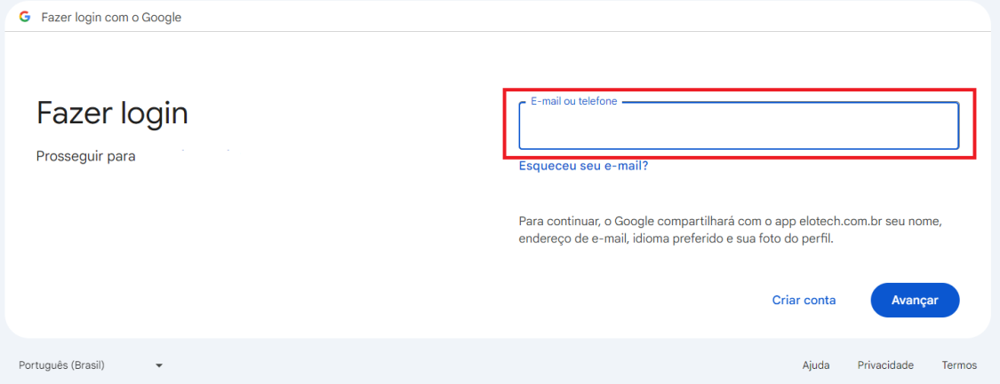 Fazer login com o Google
Fazer login
Prosseguir para
E-mail ou telefone
Esqueceu seu e-mail?
Para continuar, o Google compartilhará com o app elotech.com.br seu nome,
endereço de e-mail, idioma preferido e sua foto do perfil.
Criar conta
Avançar
Português (Brasil)
Ajuda
Privacidade
Termos